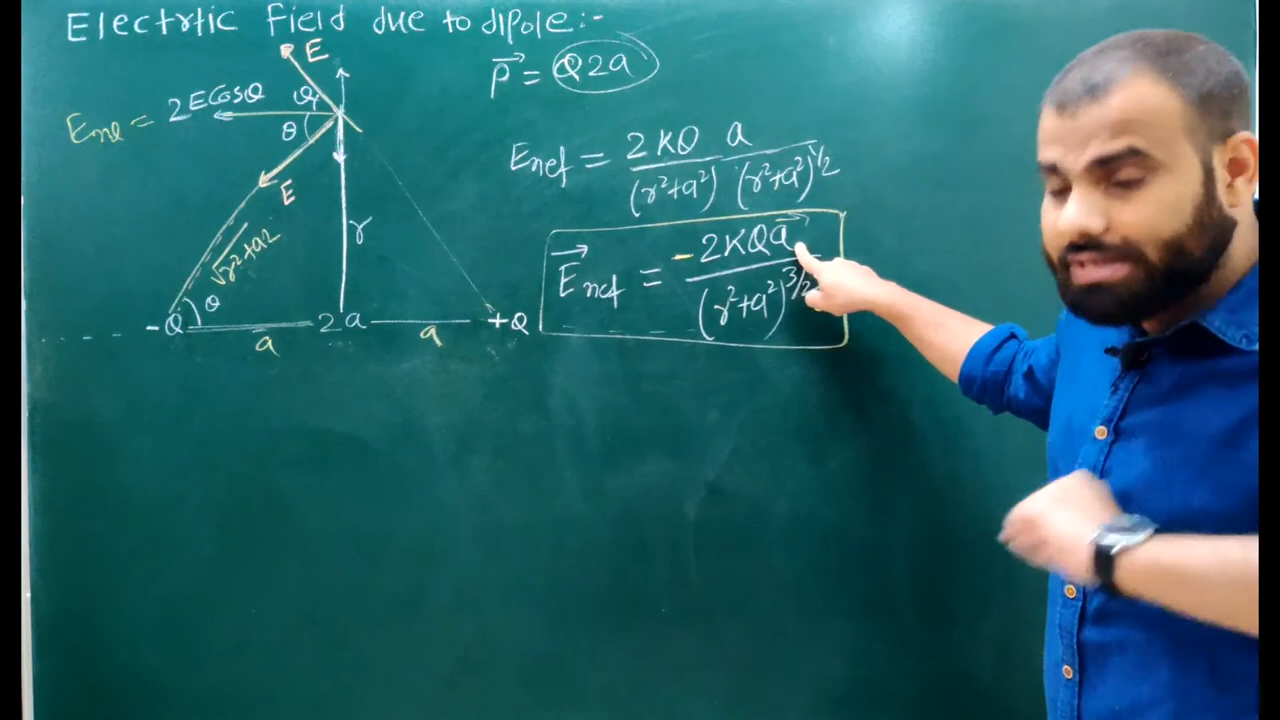 Electrtic Field due to dipole:-
E
p⃗ = Q2a
Enet = 2ECosθ
θ
θ
E
r
√r²+a²
θ
-Q 2a +Q
a a
Enet = 2KQ/(r²+a²) a/(r²+a²)^1/2
E⃗net = -2KQa⃗/(r²+a²)^3/2